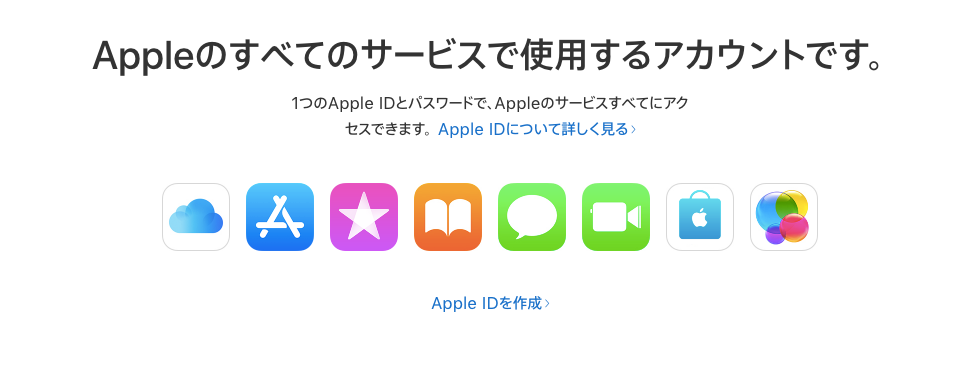 Appleのすべてのサービスで使用するアカウントです。
1つのApple IDとパスワードで、Appleのサービスすべてにアク
セスできます。 Apple IDについて詳しく見る›
Apple IDを作成›